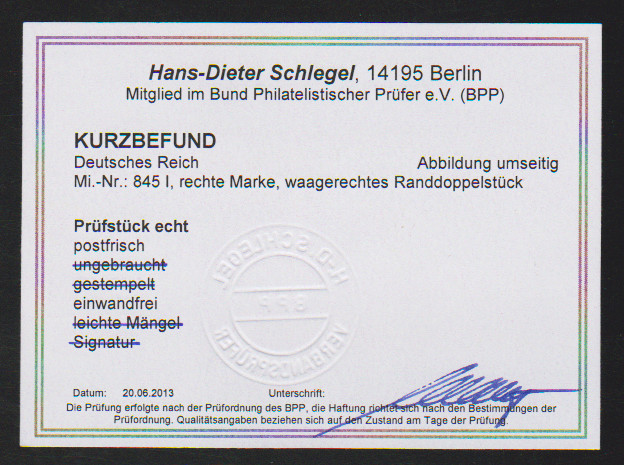 Hans-Dieter Schlegel, 14195 Berlin
Mitglied im Bund Philatelistischer Prüfer e.V. (BPP)
KURZBEFUND
Deutsches Reich Abbildung umseitig
Mi.-Nr.: 845 I, rechte Marke, waagerechtes Randdoppelstück
Prüfstück echt
postfrisch
ungebraucht
gestempelt
einwandfrei
leichte Mängel
Signatur
H-D. SCHLEGEL
BPP
VERBANDSPRÜFER
Datum: 20.06.2013 Unterschrift:
Die Prüfung erfolgte nach der Prüfordnung des BPP, die Haftung richtet sich nach den Bestimmungen der
Prüfordnung. Qualitätsangaben beziehen sich auf den Zustand am Tage der Prüfung.